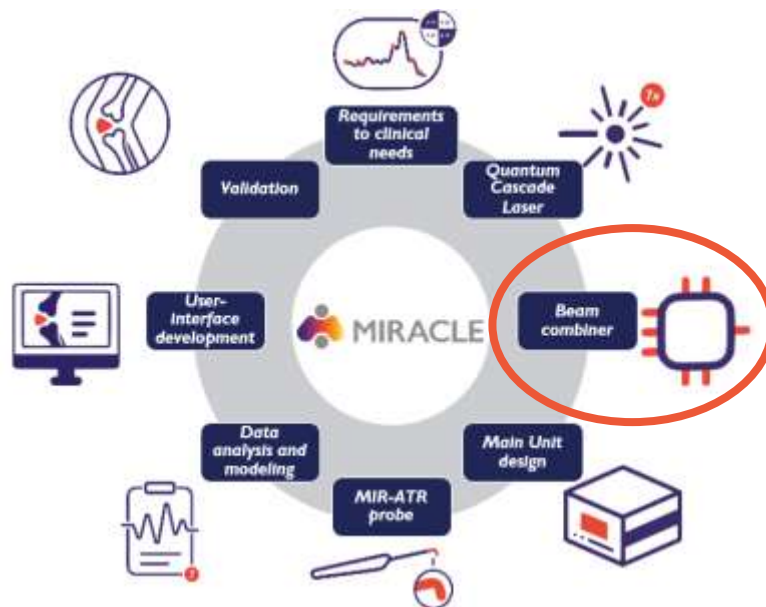 7x
Requirements
to clinical
needs
Quantum
Cascade
Laser
Beam
combiner
Main Unit
design
MIR-ATR
probe
Data
analysis and
modeling
User-
interface
development
Validation
MIRACLE